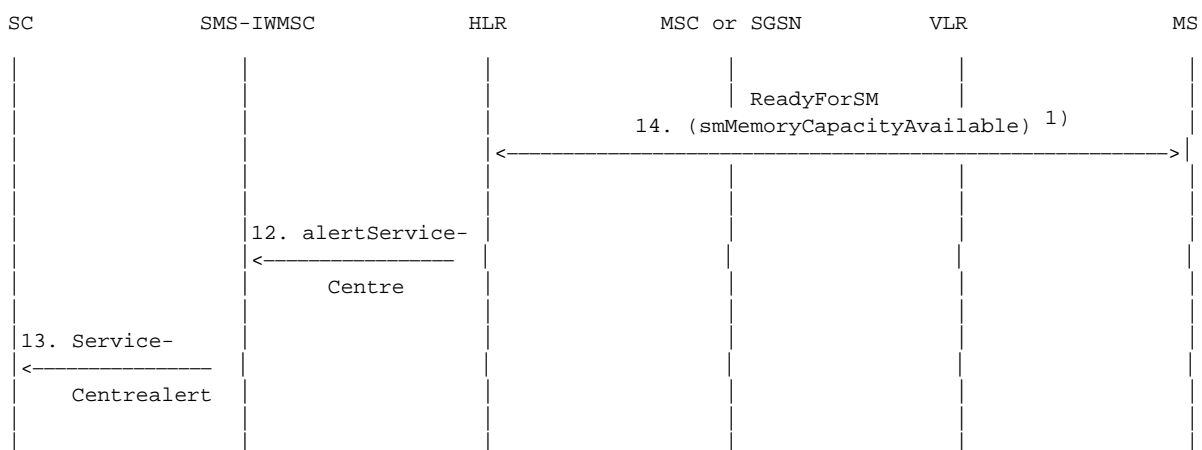 SC SMS-IWMSC HLR MSC or SGSN VLR MS
ReadyForSM
14. (smMemoryCapacityAvailable) 1)
12. alertService-
Centre
13. Service-
Centrealert